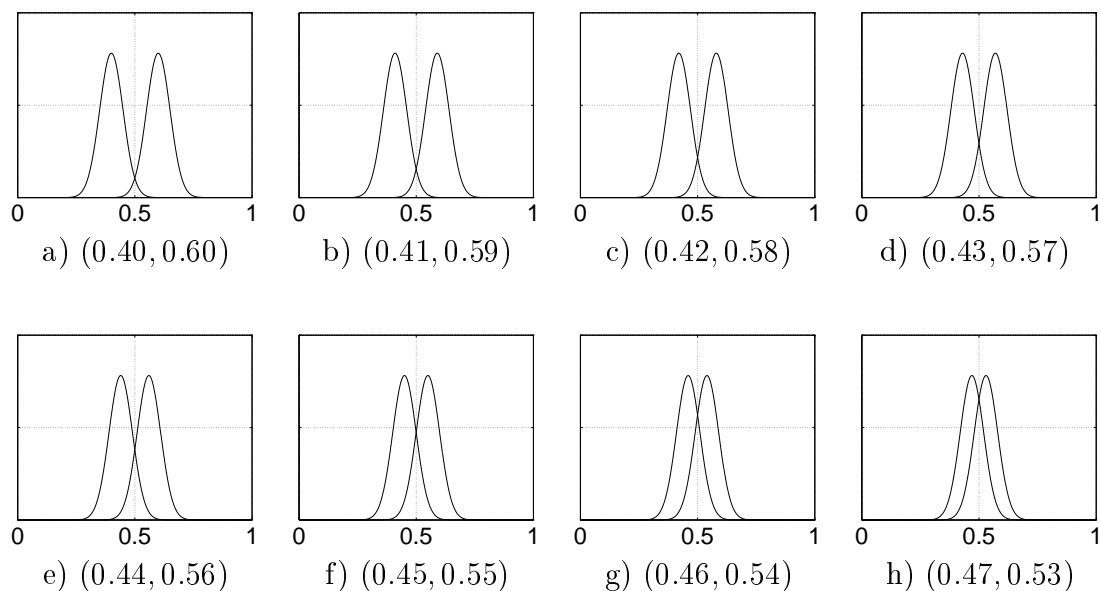 0 0.5 1 0 0.5 1 0 0.5 1 0 0.5 1
a) (0.40, 0.60) b) (0.41, 0.59) c) (0.42, 0.58) d) (0.43, 0.57)
0 0.5 1 0 0.5 1 0 0.5 1 0 0.5 1
e) (0.44, 0.56) f) (0.45, 0.55) g) (0.46, 0.54) h) (0.47, 0.53)